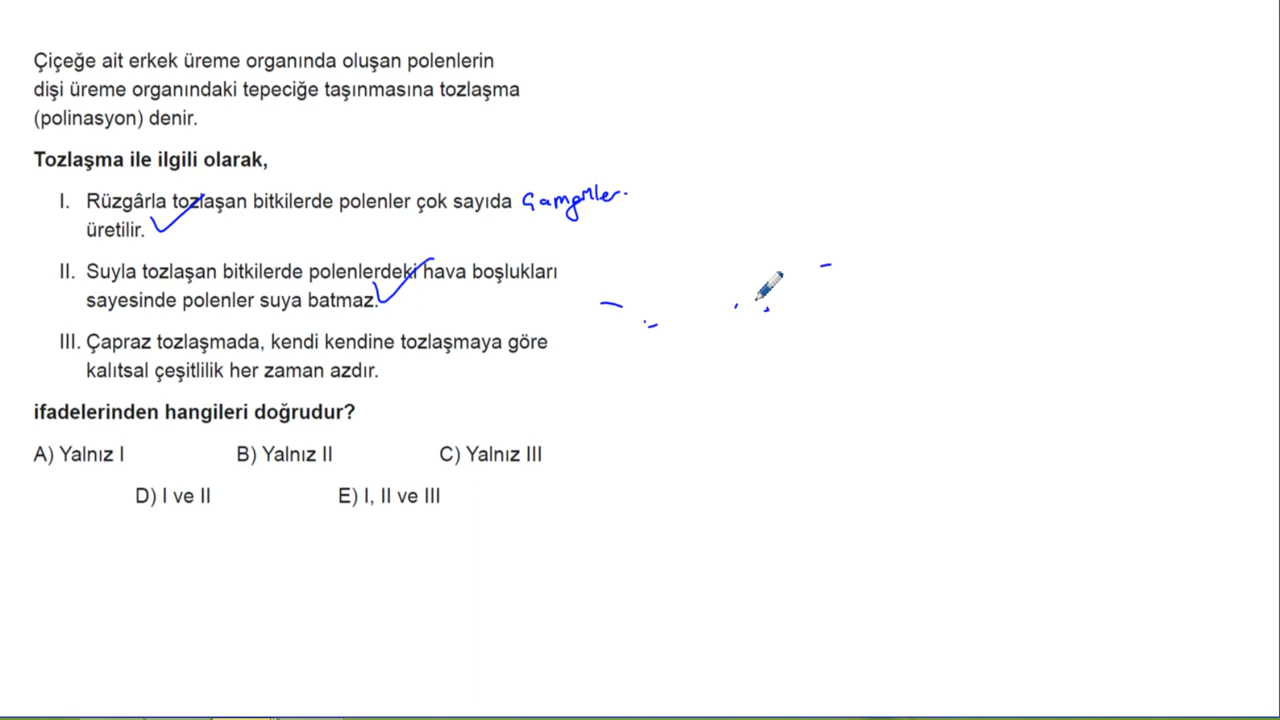 Çiçeğe ait erkek üreme organında oluşan polenlerin
dişi üreme organındaki tepeciğe taşınmasına tozlaşma
(polinasyon) denir.
Tozlaşma ile ilgili olarak,
I. Rüzgârla tozlaşan bitkilerde polenler çok sayıda
üretilir.
II. Suyla tozlaşan bitkilerde polenlerdeki hava boşlukları
sayesinde polenler suya batmaz.
III. Çapraz tozlaşmada, kendi kendine tozlaşmaya göre
kalıtsal çeşitlilik her zaman azdır.
ifadelerinden hangileri doğrudur?
A) Yalnız I B) Yalnız II C) Yalnız III
D) I ve II E) I, II ve III